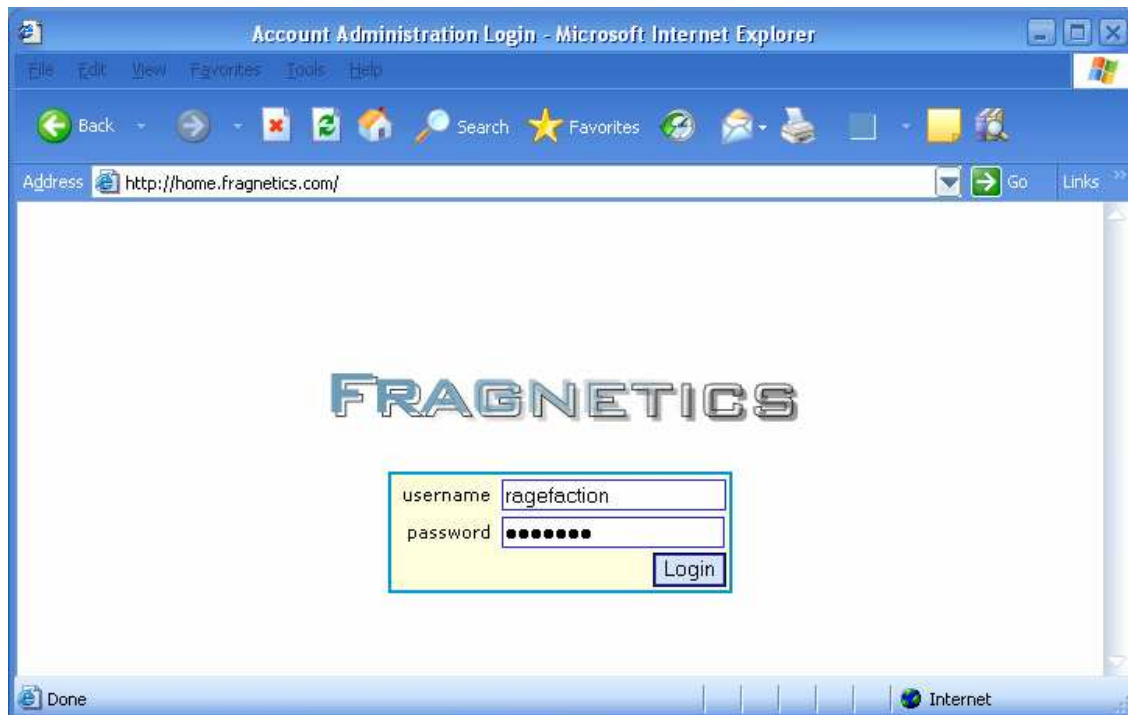 Account Administration Login - Microsoft Internet Explorer
File Edit View Favorites Tools Help
Back Search Favorites
Address http://home.fragnetics.com/ Go Links »
FRAGNETICS
username ragefaction
password ●●●●●●●
Login
Done Internet